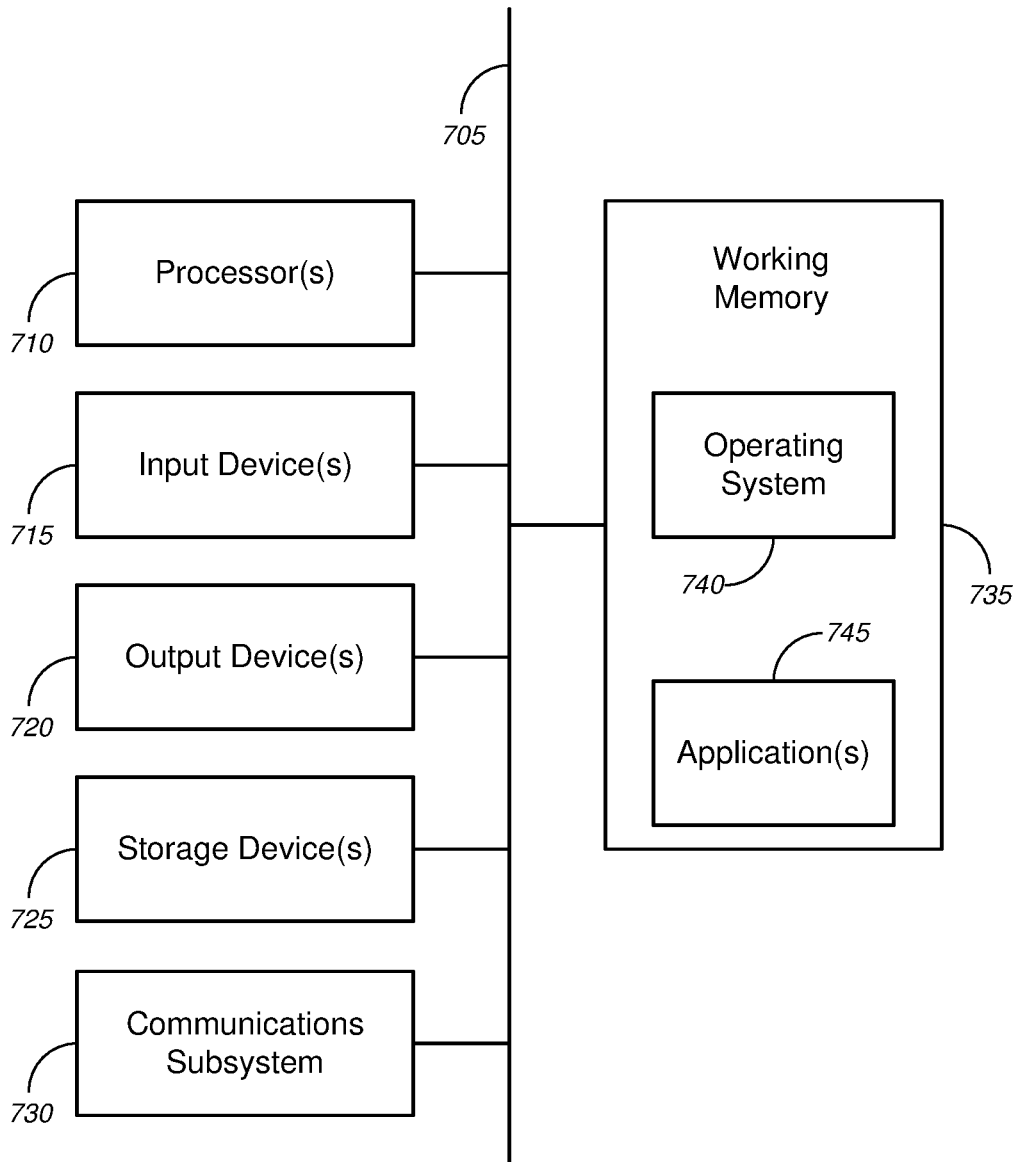 705
Processor(s)
710
Input Device(s)
715
Output Device(s)
720
Storage Device(s)
725
Communications
Subsystem
730
Working
Memory
Operating
System
740
735
745
Application(s)